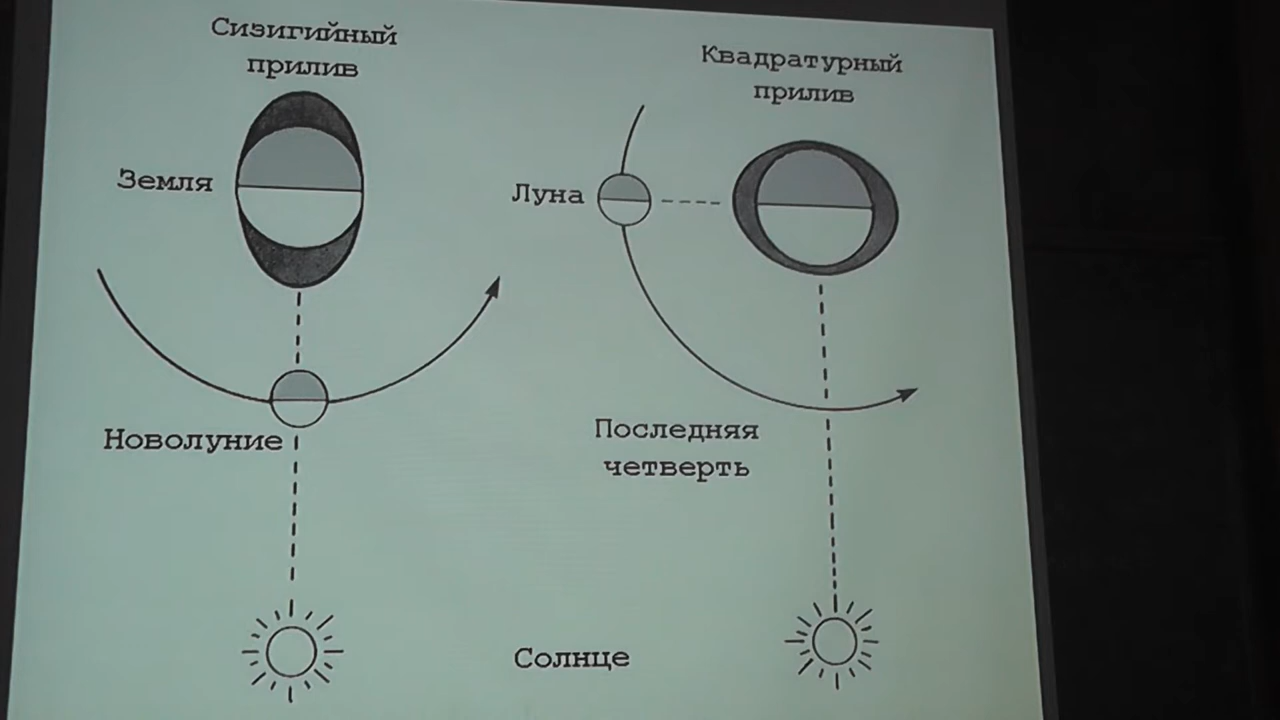 Сизигийный
прилив
Земля
Новолуние
Квадратурный
прилив
Луна
Последняя
четверть
Солнце